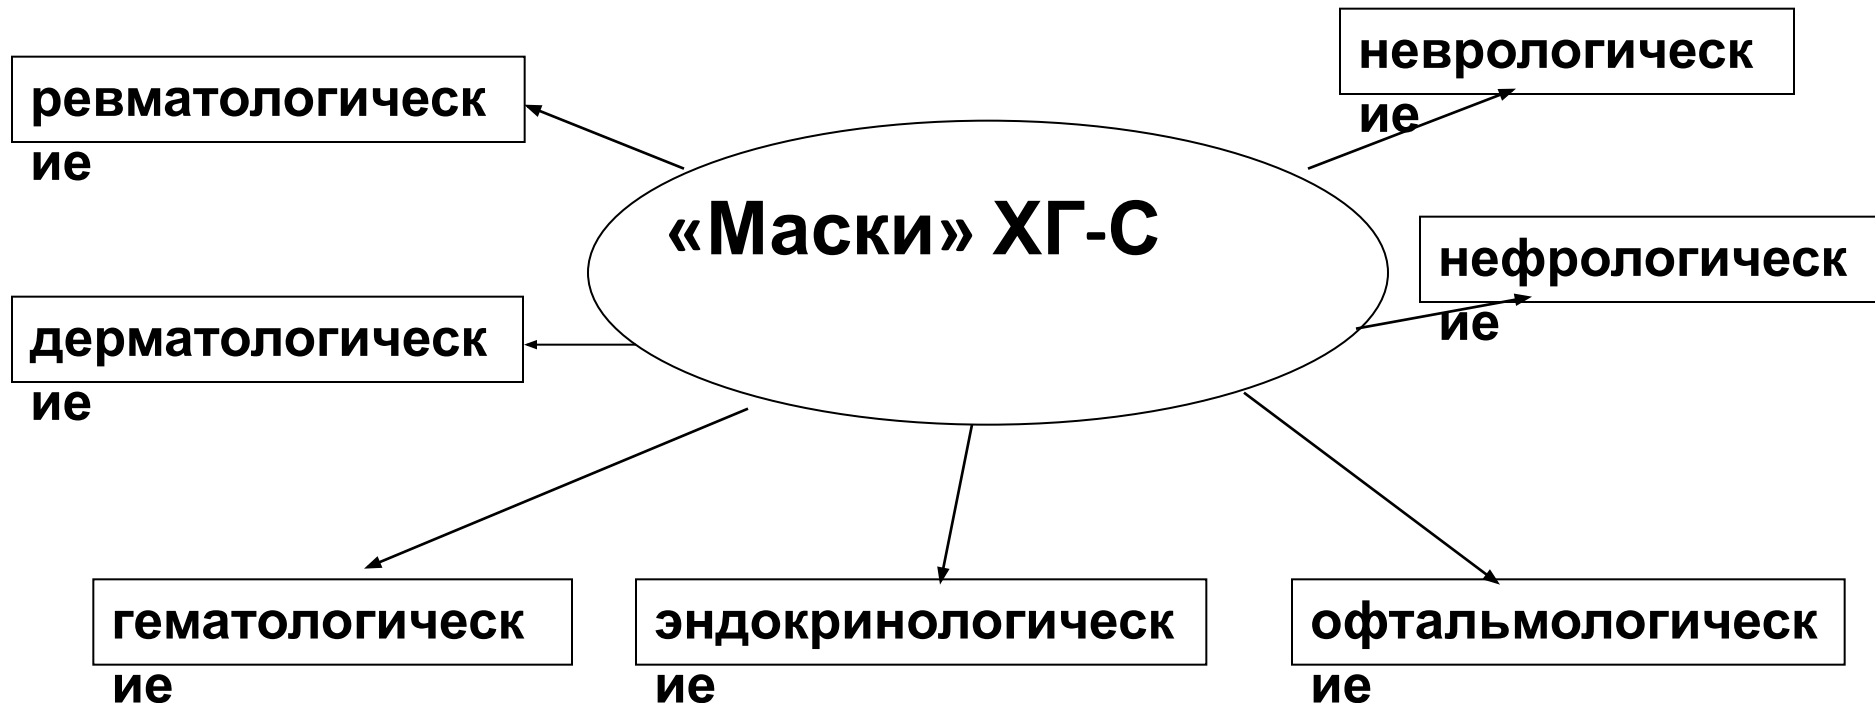 неврологическ
ие
ревматологическ
ие
«Маски» ХГ-С
нефрологическ
ие
дерматологическ
ие
гематологическ
ие
эндокринологическ
ие
офтальмологическ
ие